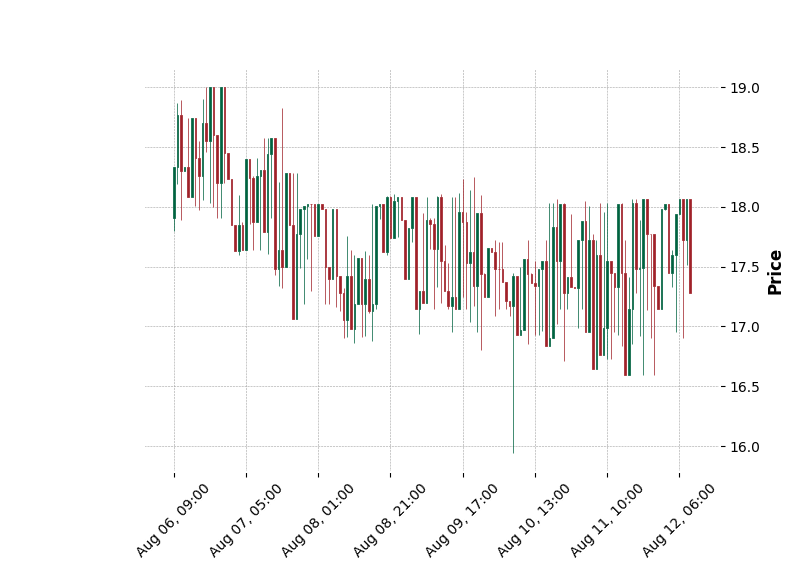 19.0
18.5
18.0
17.5
17.0
16.5
16.0
Price
Aug 06, 09:00
Aug 07, 05:00
Aug 08, 01:00
Aug 08, 21:00
Aug 09, 17:00
Aug 10, 13:00
Aug 11, 10:00
Aug 12, 06:00